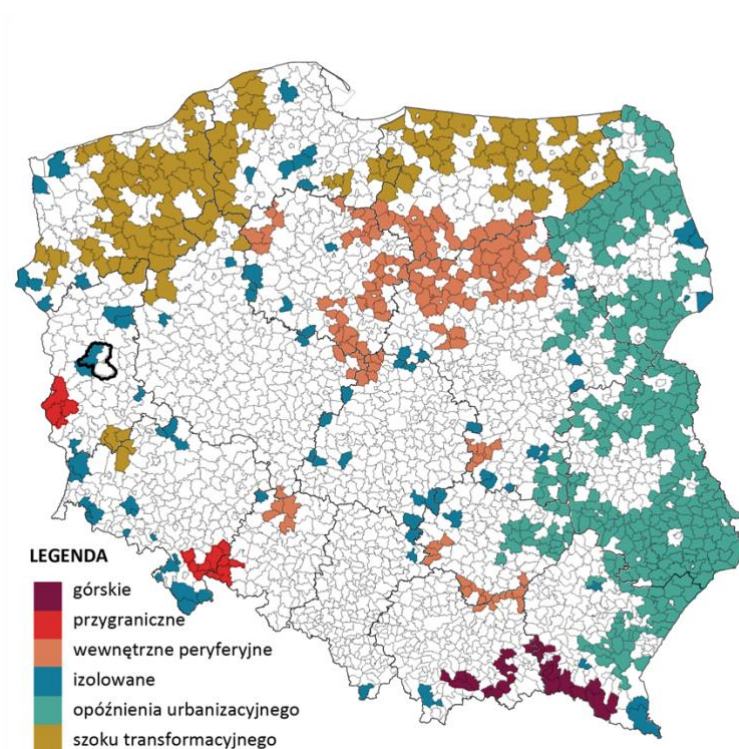 LEGENDA
górskie
przygraniczne
wewnętrzne peryferyjne
izolowane
opóźnienia urbanizacyjnego
szoku transformacyjnego